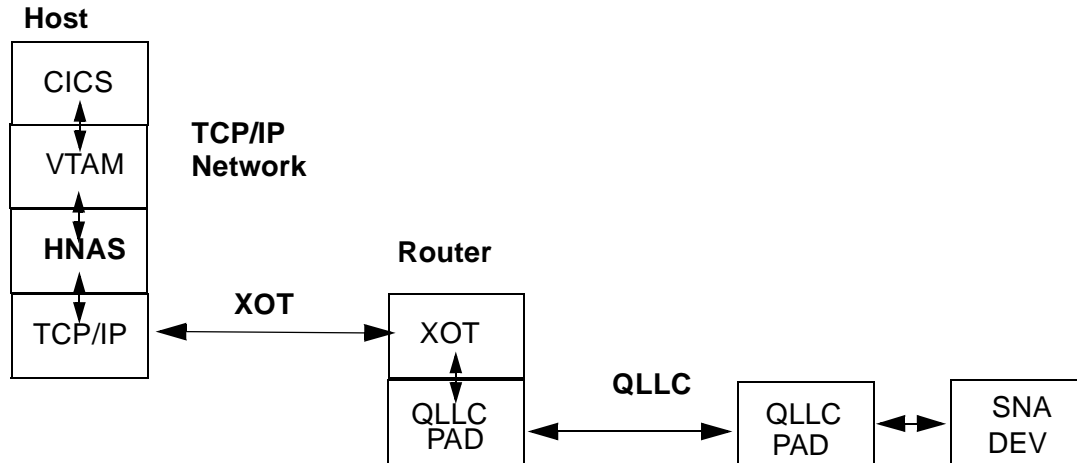 Host
CICS
VTAM
HNAS
TCP/IP
TCP/IP
Network
XOT
Router
XOT
QLLC
PAD
QLLC
QLLC
PAD
SNA
DEV